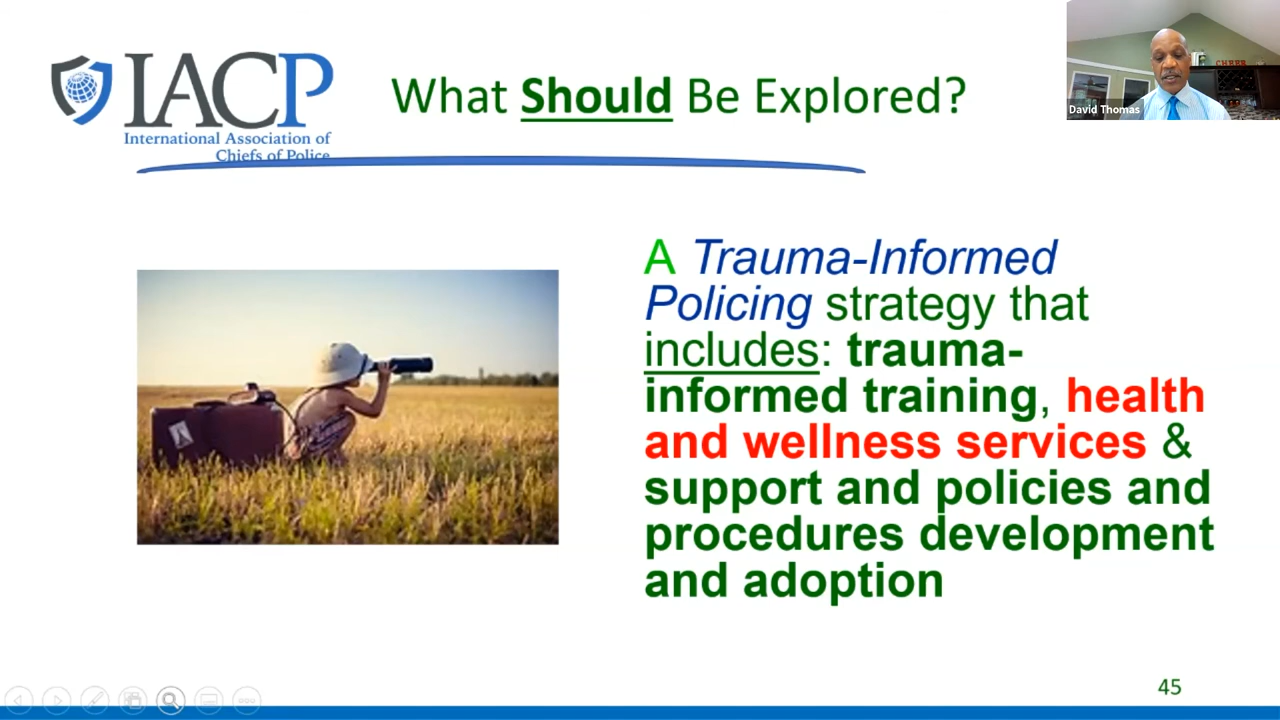 IACP
International Association of
Chiefs of Police
What Should Be Explored?
David Thomas
A Trauma-Informed
Policing strategy that
includes: trauma-
informed training, health
and wellness services &
support and policies and
procedures development
and adoption
45